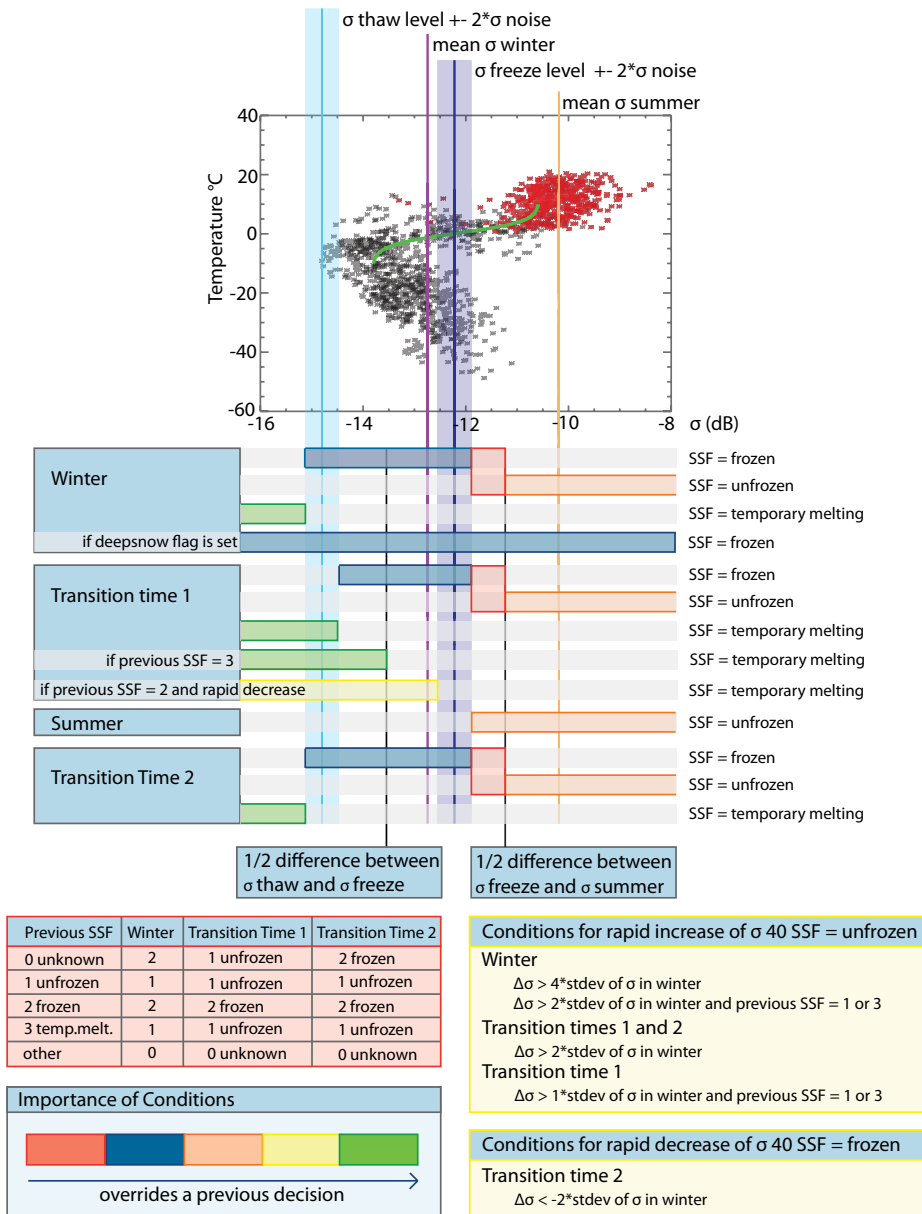 σ thaw level +- 2*σ noise
mean σ winter
σ freeze level +- 2*σ noise
mean σ summer
Temperature °C
40
20
0
-20
-40
-60
-16
-14
-12
-10
-8
σ (dB)
Winter
SSF = frozen
SSF = unfrozen
SSF = temporary melting
if deepsnow flag is set
SSF = frozen
Transition time 1
SSF = frozen
SSF = unfrozen
SSF = temporary melting
if previous SSF = 3
SSF = temporary melting
if previous SSF = 2 and rapid decrease
SSF = temporary melting
Summer
SSF = unfrozen
Transition Time 2
SSF = frozen
SSF = unfrozen
SSF = temporary melting
1/2 difference between
σ thaw and σ freeze
1/2 difference between
σ freeze and σ summer
Previous SSF Winter Transition Time 1 Transition Time 2
0 unknown 2 1 unfrozen 2 frozen
1 unfrozen 1 1 unfrozen 1 unfrozen
2 frozen 2 2 frozen 2 frozen
3 temp.melt. 1 1 unfrozen 1 unfrozen
other 0 0 unknown 0 unknown
Importance of Conditions
overrides a previous decision
Conditions for rapid increase of σ 40 SSF = unfrozen
Winter
Δσ > 4*stdev of σ in winter
Δσ > 2*stdev of σ in winter and previous SSF = 1 or 3
Transition times 1 and 2
Δσ > 2*stdev of σ in winter
Transition time 1
Δσ > 1*stdev of σ in winter and previous SSF = 1 or 3
Conditions for rapid decrease of σ 40 SSF = frozen
Transition time 2
Δσ < -2*stdev of σ in winter